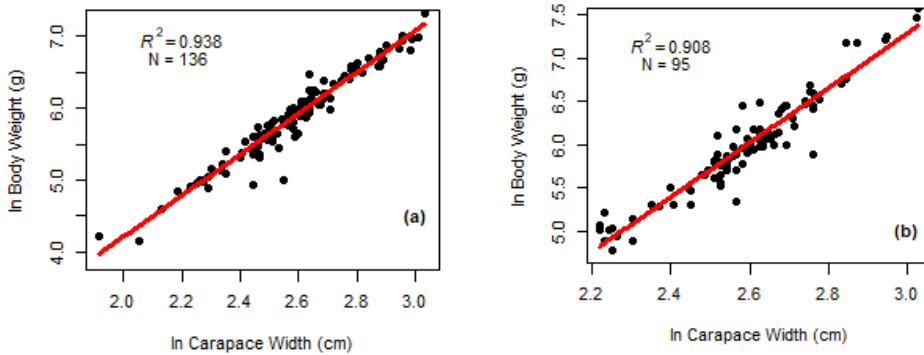 R² = 0.938
N = 136
ln Body Weight (g)
7.0
6.0
5.0
4.0
(a)
2.0 2.2 2.4 2.6 2.8 3.0
ln Carapace Width (cm)
R² = 0.908
N = 95
ln Body Weight (g)
7.5
7.0
6.5
6.0
5.5
5.0
(b)
2.2 2.4 2.6 2.8 3.0
ln Carapace Width (cm)